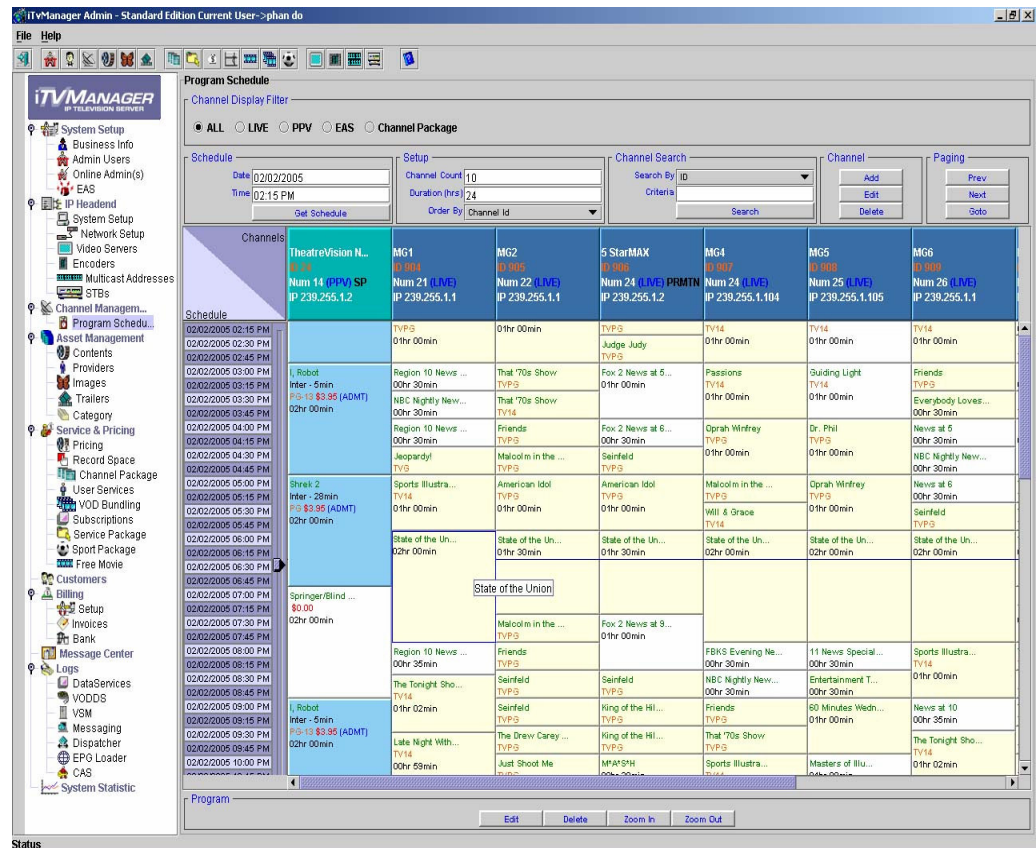 iTvManager Admin - Standard Edition Current User->phan do
File Help
iTVMANAGER
IP TELEVISION SERVER
System Setup
Business Info
Admin Users
Online Admin(s)
EAS
IP Headend
System Setup
Network Setup
Video Servers
Encoders
Multicast Addresses
STBs
Channel Managem...
Program Schedu...
Asset Management
Contents
Providers
Images
Trailers
Category
Service & Pricing
Pricing
Record Space
Channel Package
User Services
VOD Bundling
Subscriptions
Service Package
Sport Package
Free Movie
Customers
Billing
Setup
Invoices
Bank
Message Center
Logs
DataServices
VODDS
VSM
Messaging
Dispatcher
EPG Loader
CAS
System Statistic
Program Schedule
Channel Display Filter
ALL LIVE PPV EAS Channel Package
Schedule
Date 02/02/2005
Time 02:15 PM
Get Schedule
Setup
Channel Count 10
Duration (hrs) 24
Order By Channel Id
Channel Search
Search By ID
Criteria
Search
Channel
Add
Edit
Delete
Paging
Prev
Next
Goto
Channels
Schedule
TheatreVision N...
Num 14 (PPV) SP
IP 239.255.1.2
MG1
ID 904
Num 21 (LIVE)
IP 239.255.1.1
MG2
ID 905
Num 22 (LIVE)
IP 239.255.1.1
5 StarMAX
ID 906
Num 24 (LIVE) PRMTN
IP 239.255.1.2
MG4
ID 907
Num 24 (LIVE)
IP 239.255.1.104
MG5
ID 908
Num 25 (LIVE)
IP 239.255.1.105
MG6
ID 909
Num 26 (LIVE)
IP 239.255.1.1
02/02/2005 02:15 PM
02/02/2005 02:30 PM
02/02/2005 02:45 PM
02/02/2005 03:00 PM
02/02/2005 03:15 PM
02/02/2005 03:30 PM
02/02/2005 03:45 PM
02/02/2005 04:00 PM
02/02/2005 04:15 PM
02/02/2005 04:30 PM
02/02/2005 04:45 PM
02/02/2005 05:00 PM
02/02/2005 05:15 PM
02/02/2005 05:30 PM
02/02/2005 05:45 PM
02/02/2005 06:00 PM
02/02/2005 06:15 PM
02/02/2005 06:30 PM
02/02/2005 06:45 PM
02/02/2005 07:00 PM
02/02/2005 07:15 PM
02/02/2005 07:30 PM
02/02/2005 07:45 PM
02/02/2005 08:00 PM
02/02/2005 08:15 PM
02/02/2005 08:30 PM
02/02/2005 08:45 PM
02/02/2005 09:00 PM
02/02/2005 09:15 PM
02/02/2005 09:30 PM
02/02/2005 09:45 PM
02/02/2005 10:00 PM
I, Robot
Inter - 5min
PG-13 $3.95 (ADMT)
02hr 00min
Shrek 2
Inter - 28min
PG $3.95 (ADMT)
02hr 00min
Springer/Blind ...
$0.00
02hr 00min
I, Robot
Inter - 5min
PG-13 $3.95 (ADMT)
02hr 00min
TVPG
01hr 00min
Region 10 News ...
00hr 30min
NBC Nightly New...
00hr 30min
Region 10 News ...
00hr 30min
Jeopardy!
TVG
Sports Illustra...
TV14
01hr 00min
State of the Un...
02hr 00min
State of the Union
Region 10 News ...
00hr 35min
The Tonight Sho...
TV14
01hr 02min
Late Night With...
TV14
00hr 59min
01hr 00min
That '70s Show
TVPG
That '70s Show
TV14
Friends
TVPG
Malcolm in the ...
TVPG
American Idol
TVPG
01hr 00min
State of the Un...
01hr 30min
Malcolm in the ...
TVPG
Friends
TVPG
Seinfeld
TVPG
Seinfeld
TVPG
The Drew Carey ...
TVPG
Just Shoot Me
TVPG
TVPG
Judge Judy
TVPG
Fox 2 News at 5...
01hr 00min
Fox 2 News at 6...
00hr 30min
Seinfeld
TVPG
American Idol
TVPG
01hr 00min
State of the Un...
01hr 30min
Fox 2 News at 9...
01hr 00min
Seinfeld
TVPG
King of the Hil...
TVPG
King of the Hil...
TVPG
M*A*S*H
TV14
01hr 00min
Passions
TV14
01hr 00min
Oprah Winfrey
TVPG
01hr 00min
Malcolm in the ...
TVPG
Will & Grace
TV14
State of the Un...
02hr 00min
FBKS Evening Ne...
00hr 30min
NBC Nightly New...
00hr 30min
Friends
TVPG
That '70s Show
TVPG
Sports Illustra...
TV14
TV14
01hr 00min
Guiding Light
TV14
01hr 00min
Dr. Phil
TVPG
01hr 00min
Oprah Winfrey
TVPG
01hr 00min
State of the Un...
02hr 00min
11 News Special...
00hr 30min
Entertainment T...
00hr 30min
60 Minutes Wedn...
01hr 00min
Masters of Illu...
TV14
01hr 00min
Friends
TVPG
Everybody Loves...
00hr 30min
News at 5
00hr 30min
NBC Nightly New...
00hr 30min
News at 6
00hr 30min
Seinfeld
TVPG
State of the Un...
02hr 00min
Sports Illustra...
TV14
01hr 00min
News at 10
00hr 35min
The Tonight Sho...
TV14
01hr 02min
Program
Edit
Delete
Zoom In
Zoom Out
Status